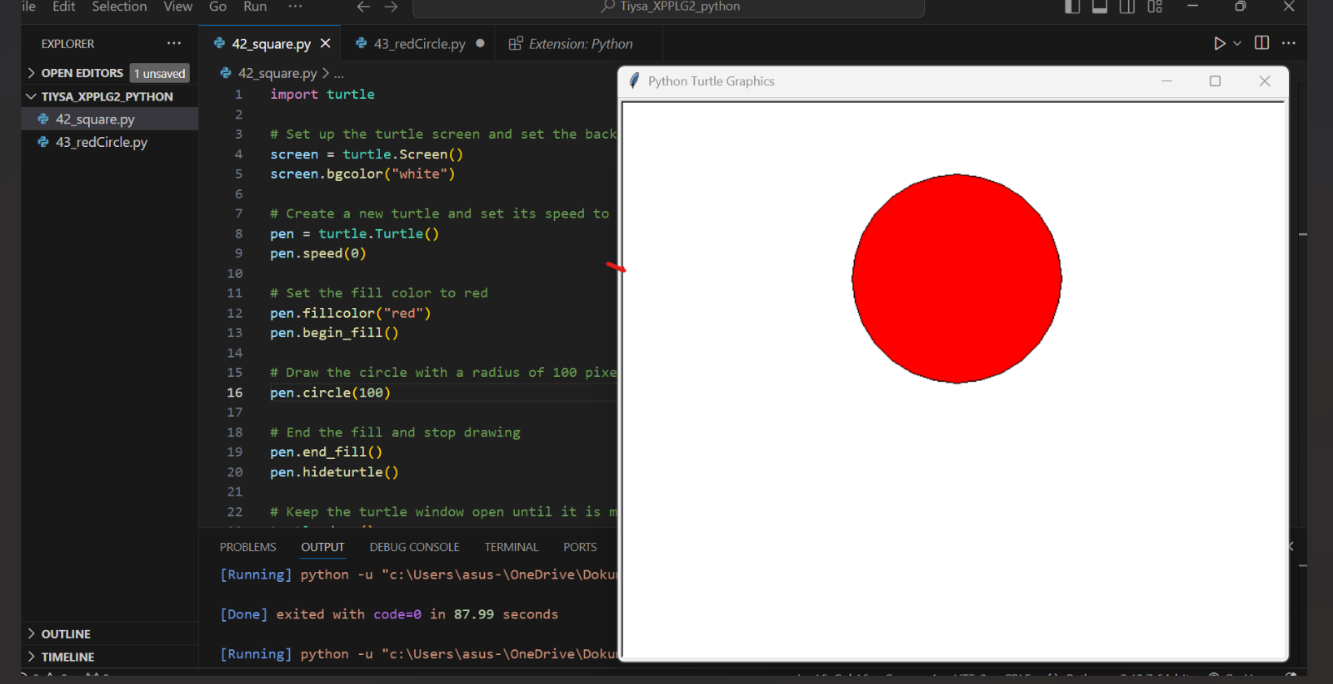 ile Edit Selection View Go Run ··· ← → Tiysa_XPPLG2_python
EXPLORER ···
OPEN EDITORS 1 unsaved
TIYSA_XPPLG2_PYTHON
42_square.py
43_redCircle.py
OUTLINE
TIMELINE
42_square.py × 43_redCircle.py ● Extension: Python
42_square.py > ...
1 import turtle
2
3 # Set up the turtle screen and set the back
4 screen = turtle.Screen()
5 screen.bgcolor("white")
6
7 # Create a new turtle and set its speed to
8 pen = turtle.Turtle()
9 pen.speed(0)
10
11 # Set the fill color to red
12 pen.fillcolor("red")
13 pen.begin_fill()
14
15 # Draw the circle with a radius of 100 pixe
16 pen.circle(100)
17
18 # End the fill and stop drawing
19 pen.end_fill()
20 pen.hideturtle()
21
22 # Keep the turtle window open until it is m
PROBLEMS OUTPUT DEBUG CONSOLE TERMINAL PORTS
[Running] python -u "c:\Users\asus-\OneDrive\Doku
[Done] exited with code=0 in 87.99 seconds
[Running] python -u "c:\Users\asus-\OneDrive\Doku
Python Turtle Graphics